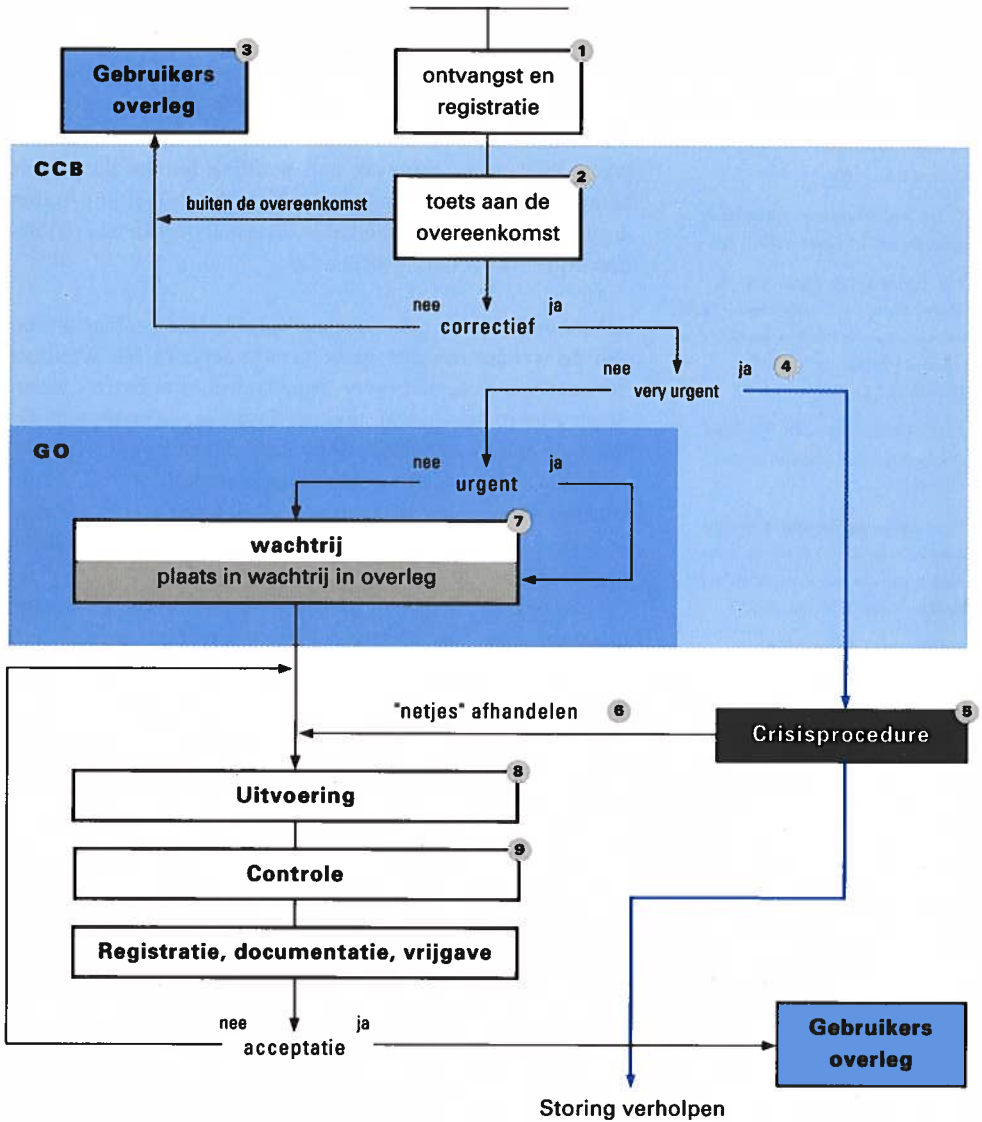 3
Gebruikers
overleg
1
ontvangst en
registratie
CCB
2
toets aan de
overeenkomst
buiten de overeenkomst
nee
ja
correctief
nee
ja
4
very urgent
GO
nee
ja
urgent
7
wachtrij
plaats in wachtrij in overleg
"netjes" afhandelen
6
5
Crisisprocedure
8
Uitvoering
9
Controle
Registratie, documentatie, vrijgave
nee
ja
acceptatie
Gebruikers
overleg
Storing verholpen